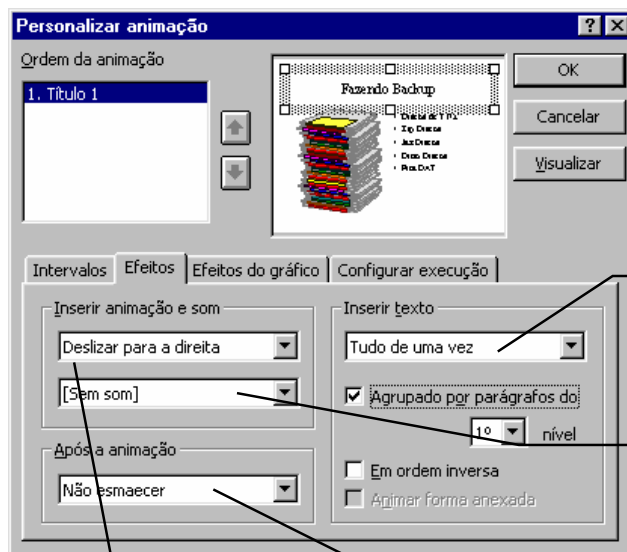 Personalizar animação
Ordem da animação
1. Título 1
Fazendo Backup
OK
Cancelar
Visualizar
Intervalos Efeitos Efeitos do gráfico Configurar execução
Inserir animação e som
Deslizar para a direita
[Sem som]
Após a animação
Não esmaecer
Inserir texto
Tudo de uma vez
Agrupado por parágrafos do
1º nível
Em ordem inversa
Animar forma anexada